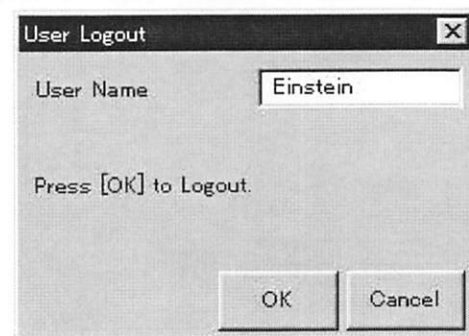 User Logout
User Name Einstein
Press [OK] to Logout.
OK Cancel